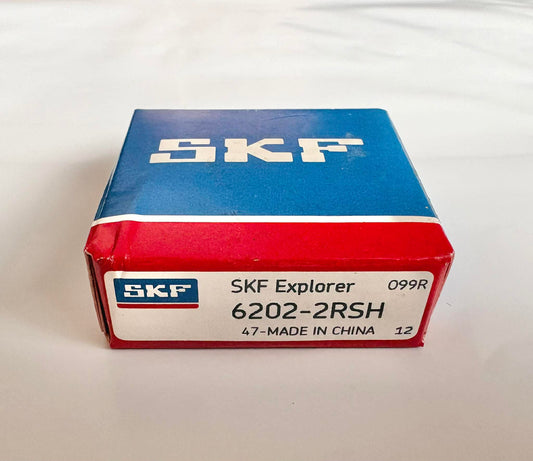 SKF
SKF
SKF Explorer 099R
6202-2RSH
47-MADE IN CHINA 12